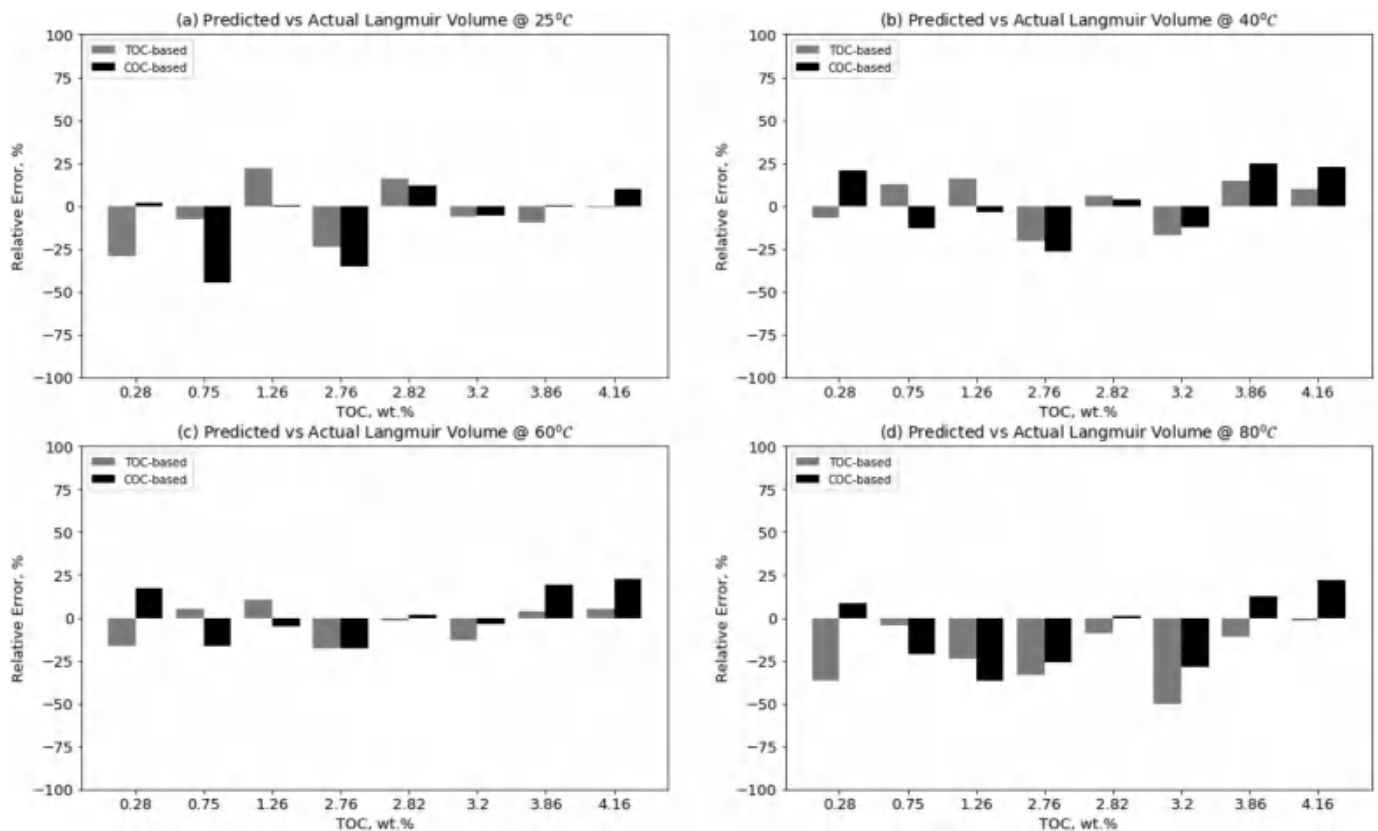 (a) Predicted vs Actual Langmuir Volume @ 25⁰C
100
75
50
25
0
−25
−50
−75
−100
Relative Error, %
TOC-based
COC-based
0.28 0.75 1.26 2.76 2.82 3.2 3.86 4.16
TOC, wt.%
(b) Predicted vs Actual Langmuir Volume @ 40⁰C
100
75
50
25
0
−25
−50
−75
−100
Relative Error, %
TOC-based
COC-based
0.28 0.75 1.26 2.76 2.82 3.2 3.86 4.16
TOC, wt.%
(c) Predicted vs Actual Langmuir Volume @ 60⁰C
100
75
50
25
0
−25
−50
−75
−100
Relative Error, %
TOC-based
COC-based
0.28 0.75 1.26 2.76 2.82 3.2 3.86 4.16
TOC, wt.%
(d) Predicted vs Actual Langmuir Volume @ 80⁰C
100
75
50
25
0
−25
−50
−75
−100
Relative Error, %
TOC-based
COC-based
0.28 0.75 1.26 2.76 2.82 3.2 3.86 4.16
TOC, wt.%